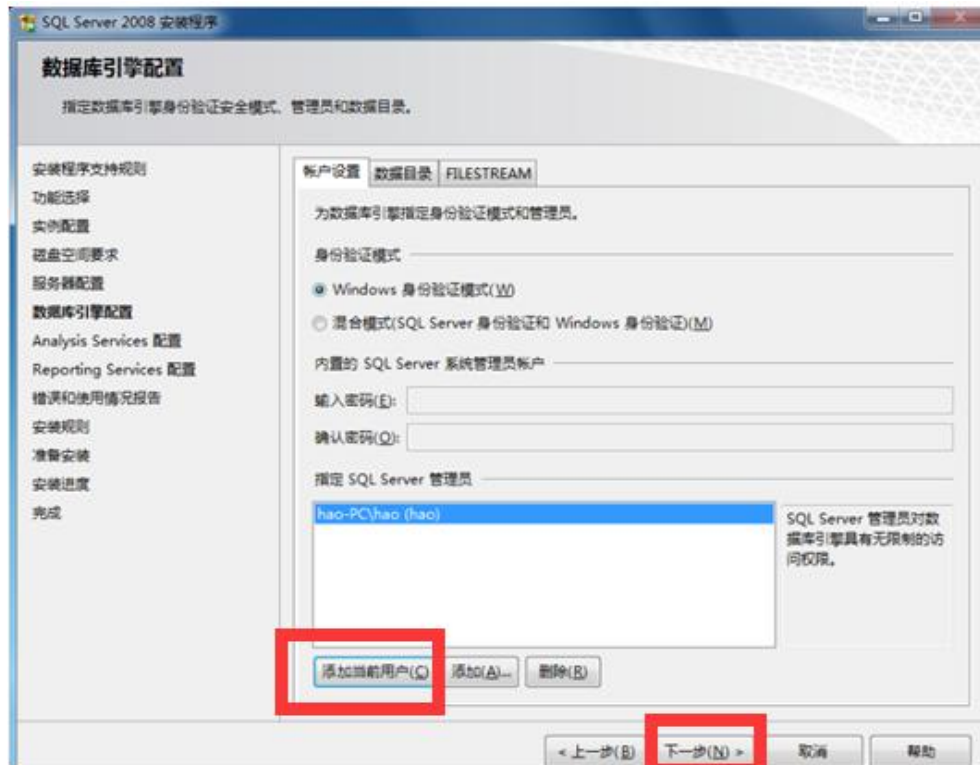 SQL Server 2008 安装程序
数据库引擎配置
指定数据库引擎身份验证安全模式、管理员和数据目录。
安装程序支持规则
功能选择
实例配置
磁盘空间要求
服务器配置
数据库引擎配置
Analysis Services 配置
Reporting Services 配置
错误和使用情况报告
安装规则
准备安装
安装进度
完成
帐户设置 数据目录 FILESTREAM
为数据库引擎指定身份验证模式和管理员。
身份验证模式
Windows 身份验证模式(W)
混合模式(SQL Server 身份验证和 Windows 身份验证)(M)
内置的 SQL Server 系统管理员帐户
输入密码(E):
确认密码(O):
指定 SQL Server 管理员
hao-PC\hao (hao)
SQL Server 管理员对数
据库引擎具有无限制的访
问权限。
添加当前用户(C) 添加(A)... 删除(R)
< 上一步(B) 下一步(N) > 取消 帮助